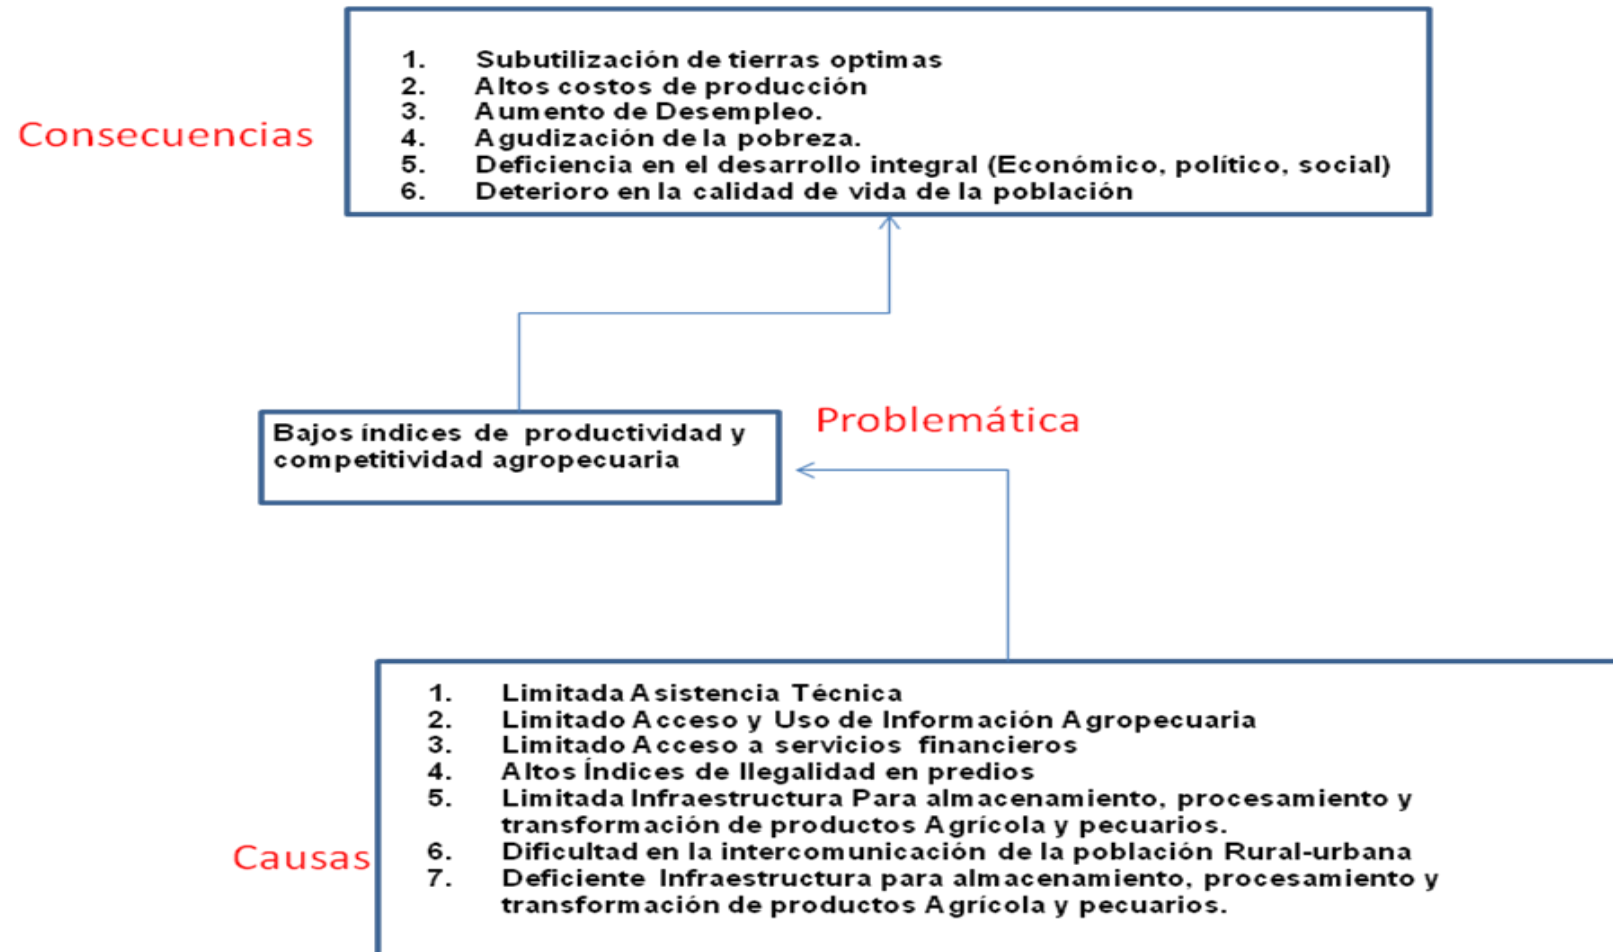 Consecuencias
1. Subutilización de tierras optimas
2. Altos costos de producción
3. Aumento de Desempleo.
4. Agudización de la pobreza.
5. Deficiencia en el desarrollo integral (Económico, político, social)
6. Deterioro en la calidad de vida de la población
Problemática
Bajos índices de productividad y
competitividad agropecuaria
Causas
1. Limitada Asistencia Técnica
2. Limitado Acceso y Uso de Información Agropecuaria
3. Limitado Acceso a servicios financieros
4. Altos Índices de Ilegalidad en predios
5. Limitada Infraestructura Para almacenamiento, procesamiento y
transformación de productos Agrícola y pecuarios.
6. Dificultad en la intercomunicación de la población Rural-urbana
7. Deficiente Infraestructura para almacenamiento, procesamiento y
transformación de productos Agrícola y pecuarios.